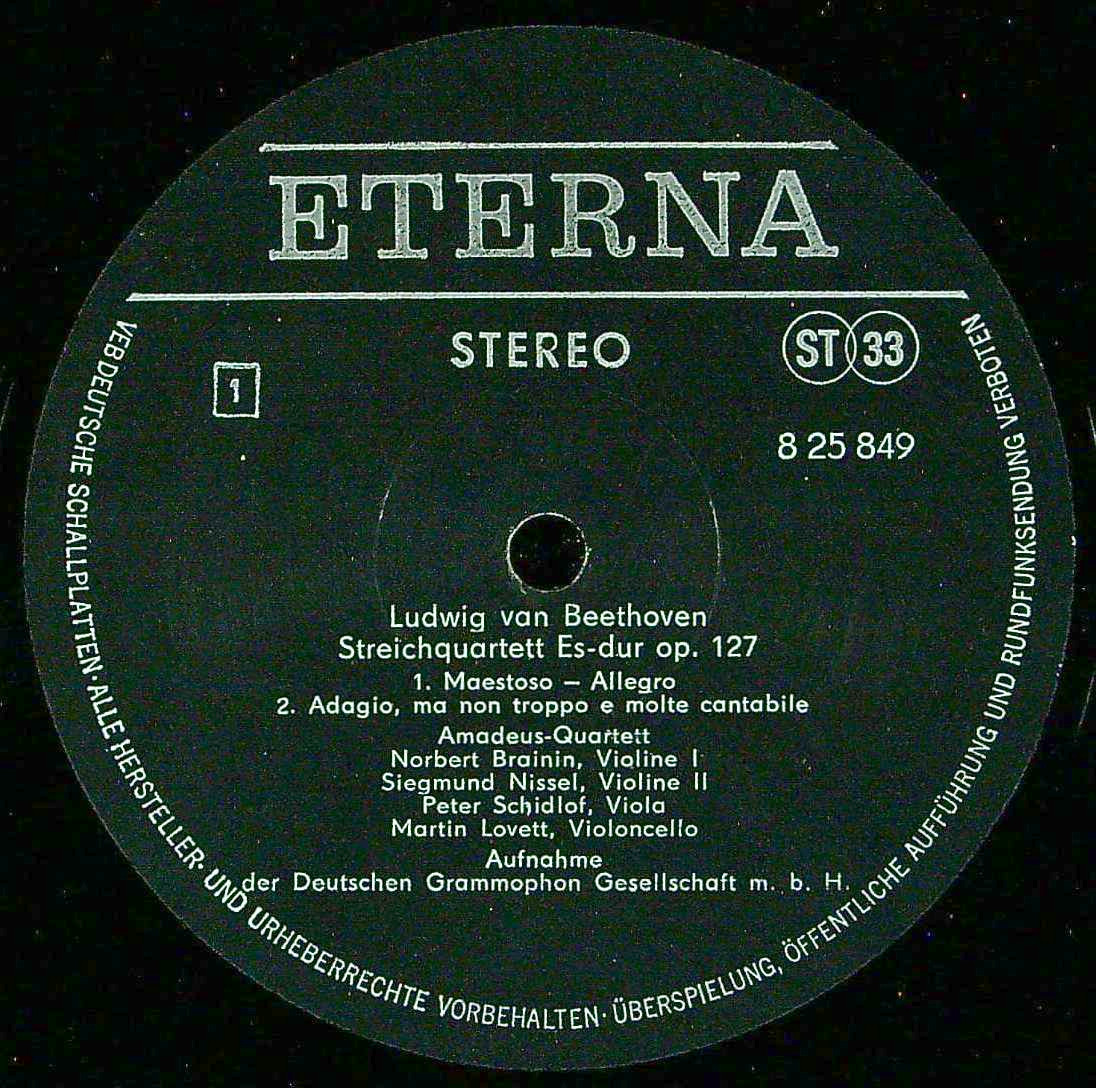 ETERNA
STEREO
ST 33
1
8 25 849
Ludwig van Beethoven
Streichquartett Es-dur op. 127
1. Maestoso – Allegro
2. Adagio, ma non troppo e molte cantabile
Amadeus-Quartett
Norbert Brainin, Violine I
Siegmund Nissel, Violine II
Peter Schidlof, Viola
Martin Lovett, Violoncello
Aufnahme
der Deutschen Grammophon Gesellschaft m. b. H.
VEB DEUTSCHE SCHALLPLATTEN · ALLE HERSTELLER- UND URHEBERRECHTE VORBEHALTEN · ÜBERSPIELUNG, ÖFFENTLICHE AUFFÜHRUNG UND RUNDFUNKSENDUNG VERBOTEN